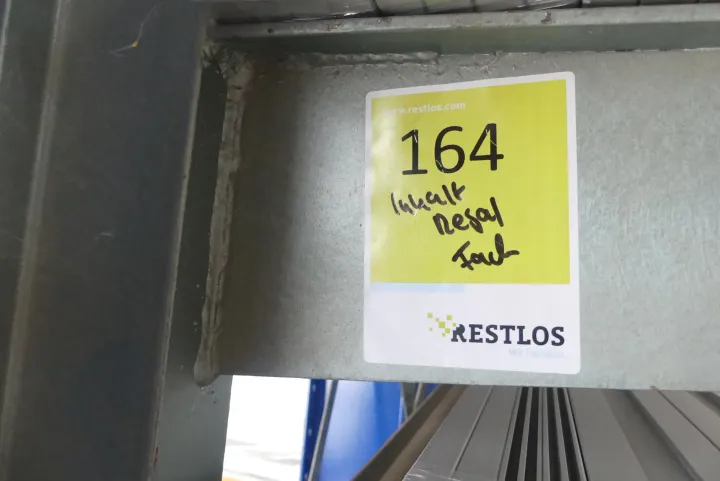 www.restlos.com
164
Inhalt
Regal
Fach
RESTLOS